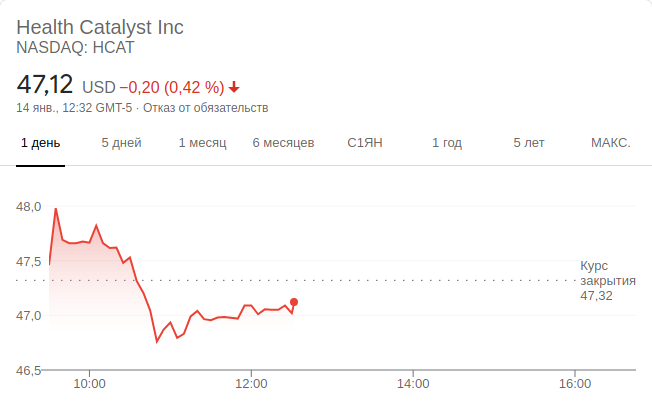 Health Catalyst Inc
NASDAQ: HCAT
47,12 USD −0,20 (0,42 %)
14 янв., 12:32 GMT-5 · Отказ от обязательств
1 день 5 дней 1 месяц 6 месяцев С1ЯН 1 год 5 лет МАКС.
48,0
47,5
Курс
закрытия
47,32
47,0
46,5
10:00 12:00 14:00 16:00